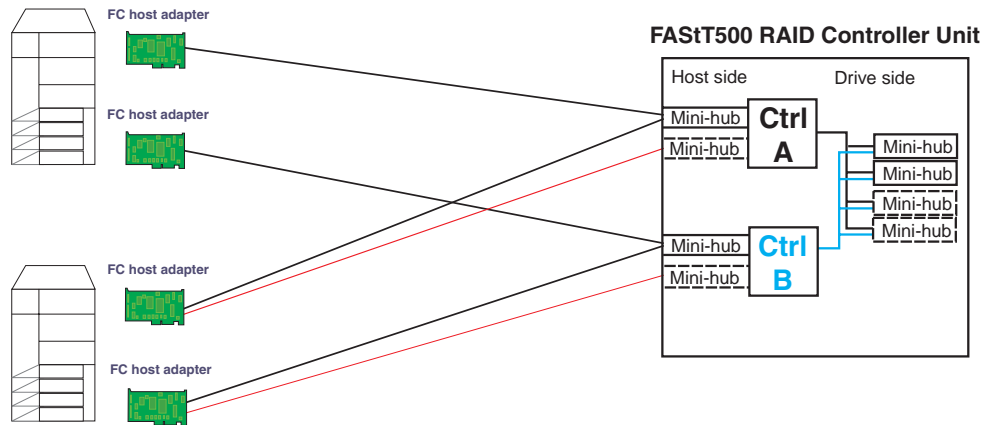 FC host adapter
FAStT500 RAID Controller Unit
Host side
Drive side
FC host adapter
Mini-hub
Ctrl
A
Mini-hub
Mini-hub
Mini-hub
Mini-hub
Mini-hub
Mini-hub
Ctrl
B
Mini-hub
FC host adapter
FC host adapter